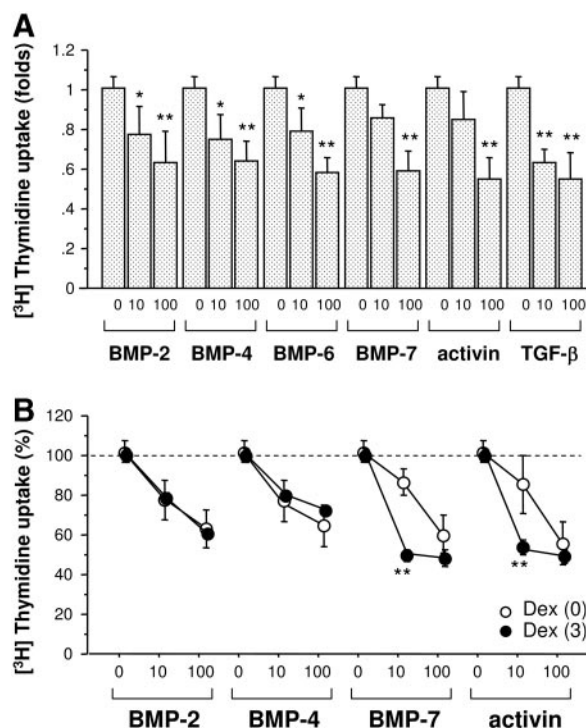 A
[³H] Thymidine uptake (folds)
1.2
1
.8
.6
.4
.2
0
* ** * ** * ** ** ** ** **
0 10 100 0 10 100 0 10 100 0 10 100 0 10 100 0 10 100
BMP-2 BMP-4 BMP-6 BMP-7 activin TGF-β
B
[³H] Thymidine uptake (%)
120
100
80
60
40
20
0
** **
Dex (0)
Dex (3)
0 10 100 0 10 100 0 10 100 0 10 100
BMP-2 BMP-4 BMP-7 activin